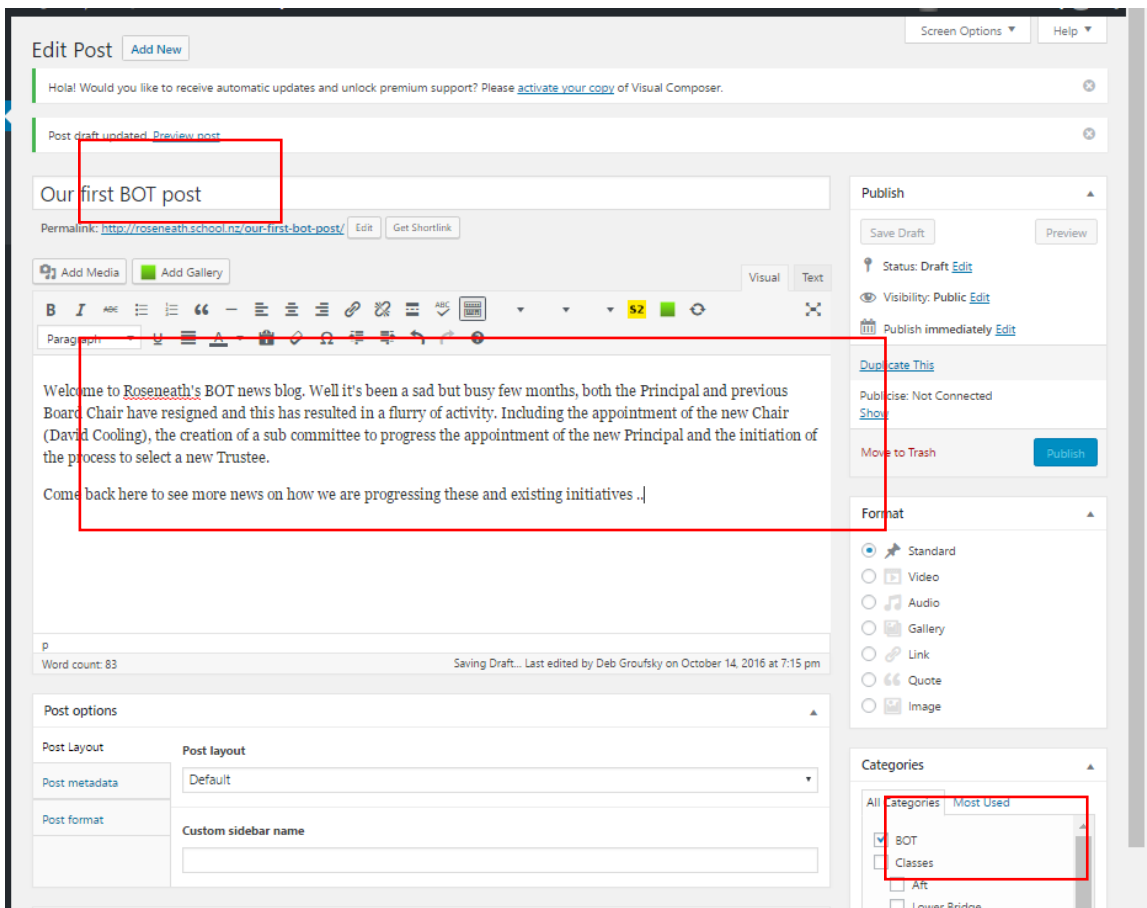 Screen Options Help
Edit Post Add New
Hola! Would you like to receive automatic updates and unlock premium support? Please activate your copy of Visual Composer.
Post draft updated. Preview post
Our first BOT post
Permalink: http://roseneath.school.nz/our-first-bot-post/ Edit Get Shortlink
Add Media Add Gallery
Visual Text
B I ABC ABC S2
Paragraph U A Ω
Welcome to Roseneath's BOT news blog. Well it's been a sad but busy few months, both the Principal and previous
Board Chair have resigned and this has resulted in a flurry of activity. Including the appointment of the new Chair
(David Cooling), the creation of a sub committee to progress the appointment of the new Principal and the initiation of
the process to select a new Trustee.
Come back here to see more news on how we are progressing these and existing initiatives ..
p
Word count: 83 Saving Draft... Last edited by Deb Groufsky on October 14, 2016 at 7:15 pm
Post options
Post Layout
Post metadata
Post format
Post layout
Default
Custom sidebar name
Publish
Save Draft Preview
Status: Draft Edit
Visibility: Public Edit
Publish immediately Edit
Duplicate This
Publicise: Not Connected
Show
Move to Trash Publish
Format
Standard
Video
Audio
Gallery
Link
Quote
Image
Categories
All Categories Most Used
BOT
Classes
Aft
Lower Bridge